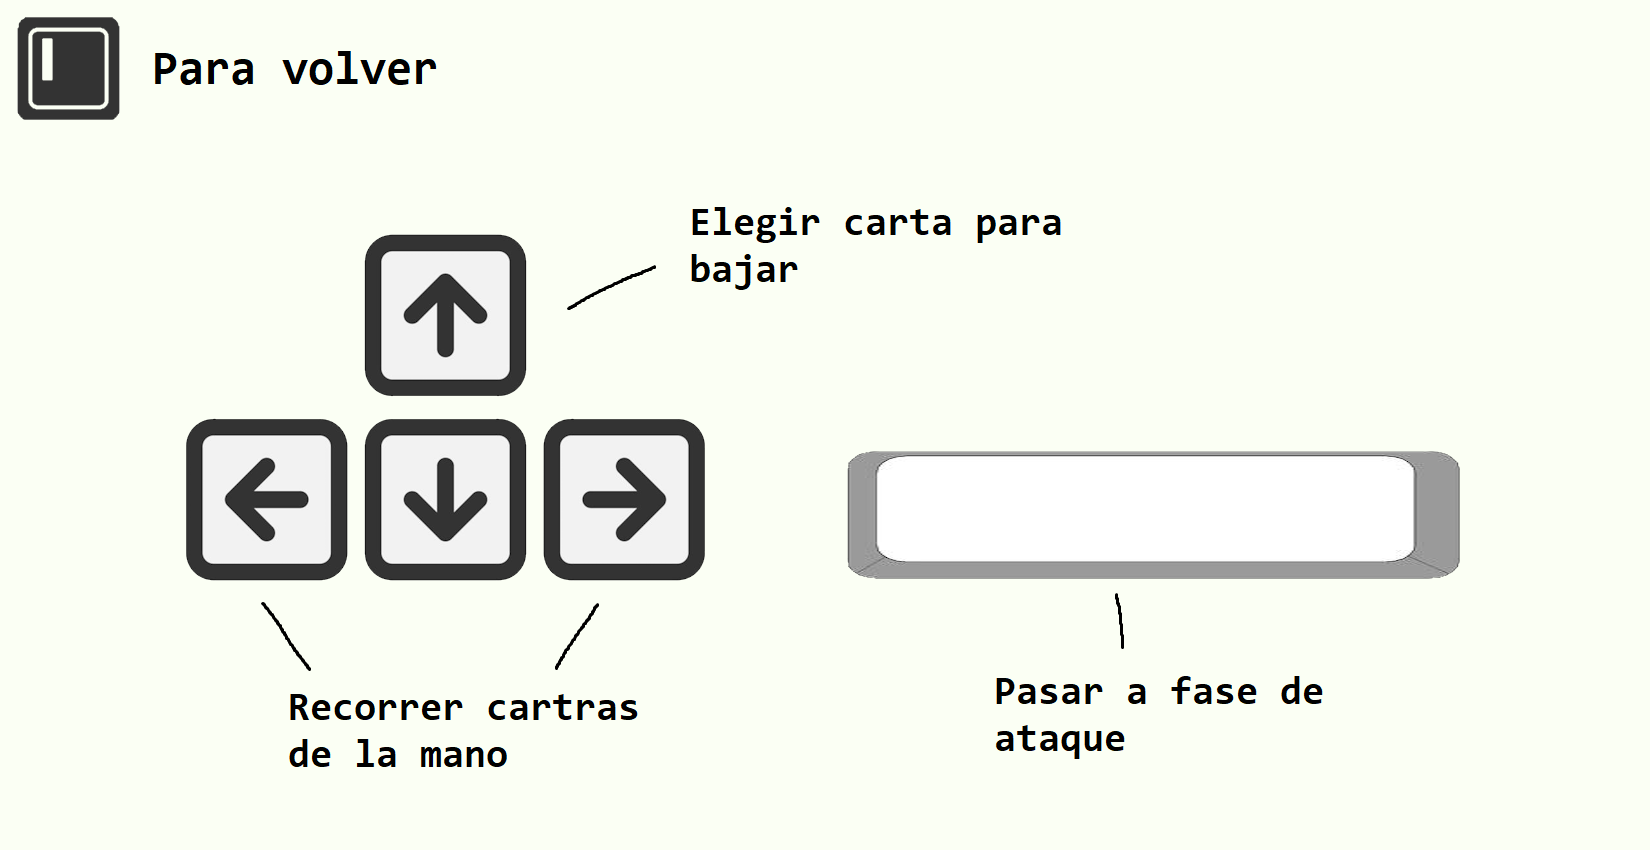 I
Para volver
Elegir carta para
bajar
Recorrer cartras
de la mano
Pasar a fase de
ataque